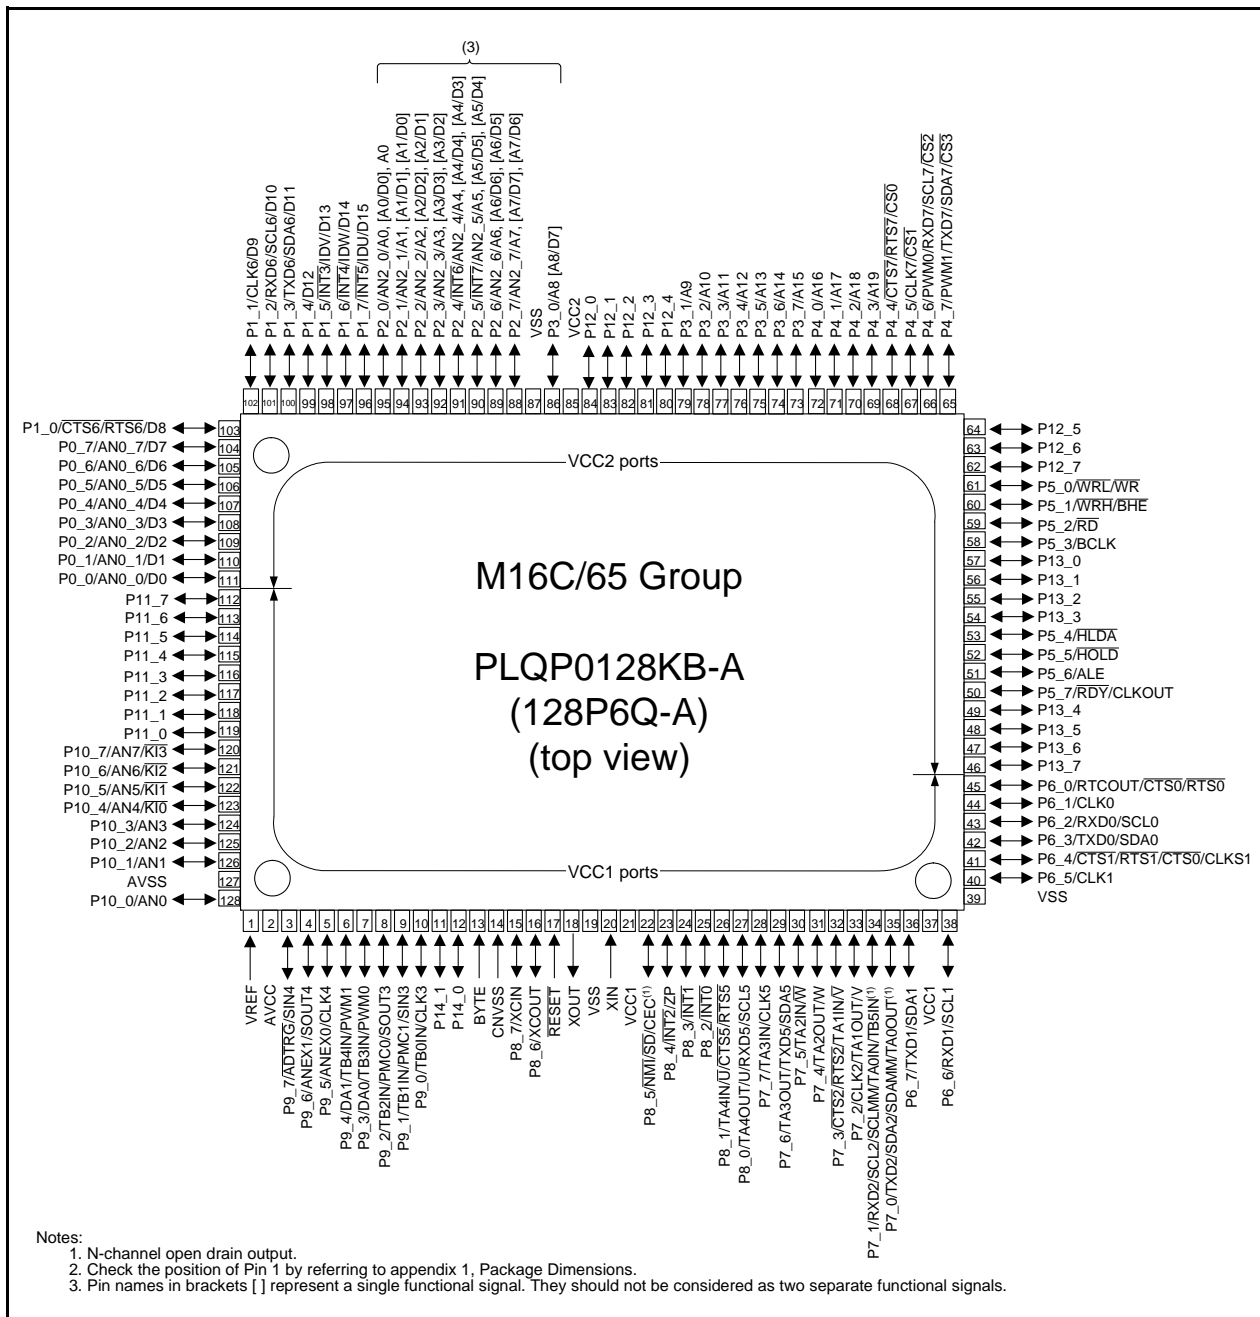 (3)
P1_1/CLK6/D9
P1_2/RXD6/SCL6/D10
P1_3/TXD6/SDA6/D11
P1_4/D12
P1_5/INT3/IDV/D13
P1_6/INT4/IDW/D14
P1_7/INT5/IDU/D15
P2_0/AN2_0/A0, [A0/D0], A0
P2_1/AN2_1/A1, [A1/D1], [A1/D0]
P2_2/AN2_2/A2, [A2/D2], [A2/D1]
P2_3/AN2_3/A3, [A3/D3], [A3/D2]
P2_4/INT6/AN2_4/A4, [A4/D4], [A4/D3]
P2_5/INT7/AN2_5/A5, [A5/D5], [A5/D4]
P2_6/AN2_6/A6, [A6/D6], [A6/D5]
P2_7/AN2_7/A7, [A7/D7], [A7/D6]
VSS
P3_0/A8 [A8/D7]
VCC2
P12_0
P12_1
P12_2
P12_3
P12_4
P3_1/A9
P3_2/A10
P3_3/A11
P3_4/A12
P3_5/A13
P3_6/A14
P3_7/A15
P4_0/A16
P4_1/A17
P4_2/A18
P4_3/A19
P4_4/CTS7/RTS7/CS0
P4_5/CLK7/CS1
P4_6/PWM0/RXD7/SCL7/CS2
P4_7/PWM1/TXD7/SDA7/CS3
102 101 100 99 98 97 96 95 94 93 92 91 90 89 88 87 86 85 84 83 82 81 80 79 78 77 76 75 74 73 72 71 70 69 68 67 66 65
P1_0/CTS6/RTS6/D8 103
P0_7/AN0_7/D7 104
P0_6/AN0_6/D6 105
P0_5/AN0_5/D5 106
P0_4/AN0_4/D4 107
P0_3/AN0_3/D3 108
P0_2/AN0_2/D2 109
P0_1/AN0_1/D1 110
P0_0/AN0_0/D0 111
P11_7 112
P11_6 113
P11_5 114
P11_4 115
P11_3 116
P11_2 117
P11_1 118
P11_0 119
P10_7/AN7/KI3 120
P10_6/AN6/KI2 121
P10_5/AN5/KI1 122
P10_4/AN4/KI0 123
P10_3/AN3 124
P10_2/AN2 125
P10_1/AN1 126
AVSS 127
P10_0/AN0 128
VCC2 ports
M16C/65 Group
PLQP0128KB-A
(128P6Q-A)
(top view)
VCC1 ports
64 P12_5
63 P12_6
62 P12_7
61 P5_0/WRL/WR
60 P5_1/WRH/BHE
59 P5_2/RD
58 P5_3/BCLK
57 P13_0
56 P13_1
55 P13_2
54 P13_3
53 P5_4/HLDA
52 P5_5/HOLD
51 P5_6/ALE
50 P5_7/RDY/CLKOUT
49 P13_4
48 P13_5
47 P13_6
46 P13_7
45 P6_0/RTCOUT/CTS0/RTS0
44 P6_1/CLK0
43 P6_2/RXD0/SCL0
42 P6_3/TXD0/SDA0
41 P6_4/CTS1/RTS1/CTS0/CLKS1
40 P6_5/CLK1
39 VSS
1 2 3 4 5 6 7 8 9 10 11 12 13 14 15 16 17 18 19 20 21 22 23 24 25 26 27 28 29 30 31 32 33 34 35 36 37 38
VREF
AVCC
P9_7/ADTRG/SIN4
P9_6/ANEX1/SOUT4
P9_5/ANEX0/CLK4
P9_4/DA1/TB4IN/PWM1
P9_3/DA0/TB3IN/PWM0
P9_2/TB2IN/PMC0/SOUT3
P9_1/TB1IN/PMC1/SIN3
P9_0/TB0IN/CLK3
P14_1
P14_0
BYTE
CNVSS
P8_7/XCIN
P8_6/XCOUT
RESET
XOUT
VSS
XIN
VCC1
P8_5/NMI/SD/CEC(1)
P8_4/INT2/ZP
P8_3/INT1
P8_2/INT0
P8_1/TA4IN/U/CTS5/RTS5
P8_0/TA4OUT/U/RXD5/SCL5
P7_7/TA3IN/CLK5
P7_6/TA3OUT/TXD5/SDA5
P7_5/TA2IN/W
P7_4/TA2OUT/W
P7_3/CTS2/RTS2/TA1IN/V
P7_2/CLK2/TA1OUT/V
P7_1/RXD2/SCL2/SCLMM/TA0IN/TB5IN(1)
P7_0/TXD2/SDA2/SDAMM/TA0OUT(1)
P6_7/TXD1/SDA1
VCC1
P6_6/RXD1/SCL1
Notes:
1. N-channel open drain output.
2. Check the position of Pin 1 by referring to appendix 1, Package Dimensions.
3. Pin names in brackets [ ] represent a single functional signal. They should not be considered as two separate functional signals.